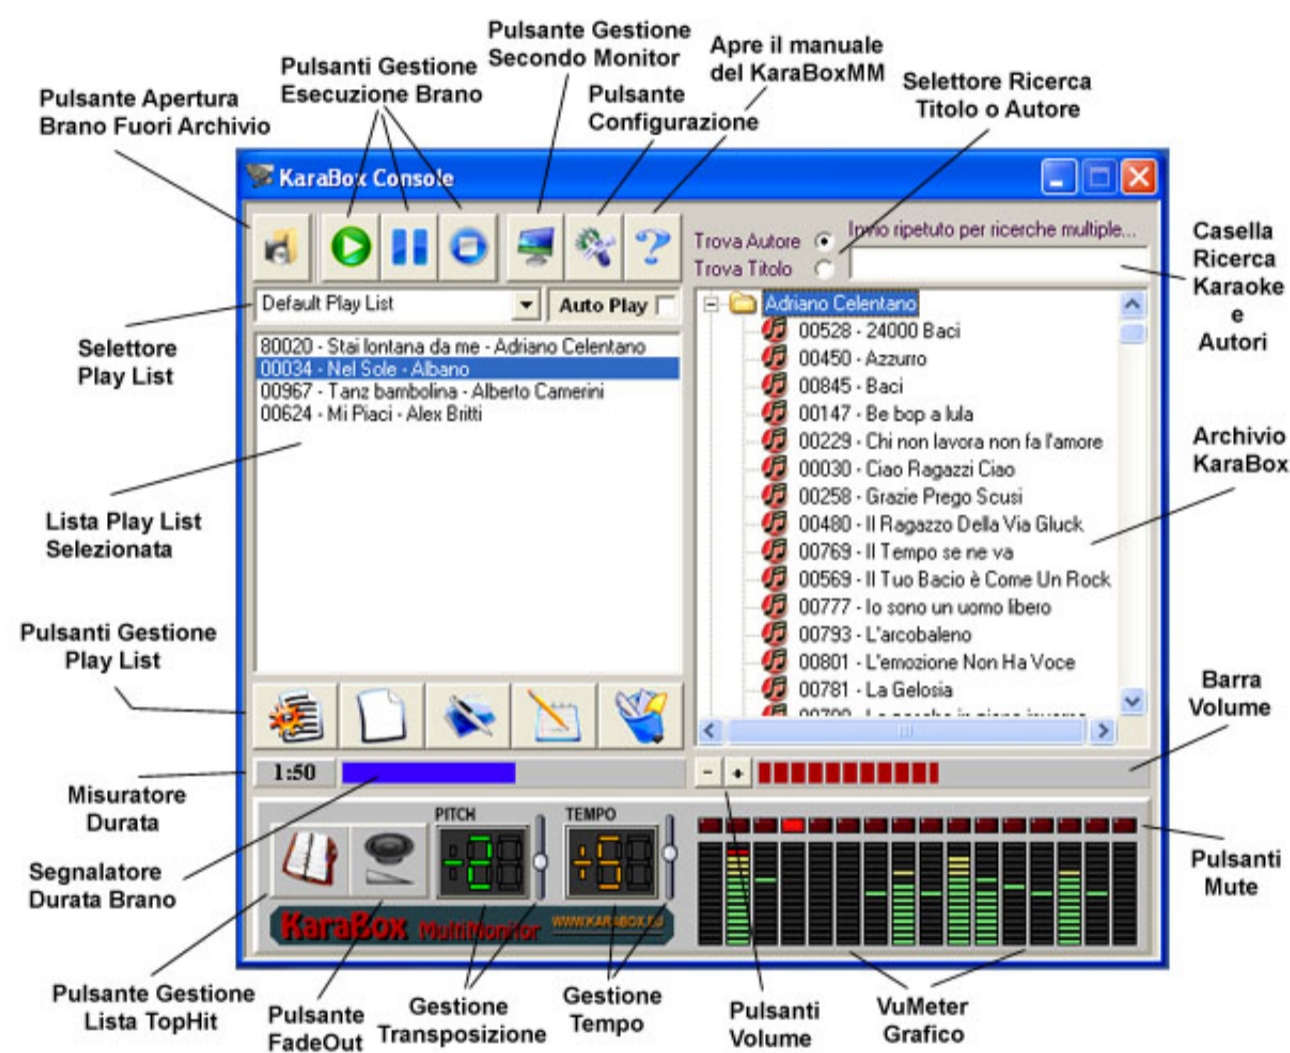 Pulsante Gestione
Secondo Monitor
Apre il manuale
del KaraBoxMM
Pulsanti Gestione
Esecuzione Brano
Selettore Ricerca
Titolo o Autore
Pulsante Apertura
Brano Fuori Archivio
Pulsante
Configurazione
KaraBox Console
Trova Autore
Invio ripetuto per ricerche multiple...
Trova Titolo
Casella
Ricerca
Karaoke
e
Autori
Default Play List
Auto Play
Selettore
Play List
80020 - Stai lontana da me - Adriano Celentano
00034 - Nel Sole - Albano
00967 - Tanz bambolina - Alberto Camerini
00624 - Mi Piaci - Alex Britti
Adriano Celentano
00528 - 24000 Baci
00450 - Azzurro
00845 - Baci
00147 - Be bop a lula
00229 - Chi non lavora non fa l'amore
00030 - Ciao Ragazzi Ciao
00258 - Grazie Prego Scusi
00480 - Il Ragazzo Della Via Gluck
00769 - Il Tempo se ne va
00569 - Il Tuo Bacio è Come Un Rock
00777 - Io sono un uomo libero
00793 - L'arcobaleno
00801 - L'emozione Non Ha Voce
00781 - La Gelosia
Archivio
KaraBox
Lista Play List
Selezionata
Pulsanti Gestione
Play List
Barra
Volume
1:50
- +
Misuratore
Durata
PITCH
TEMPO
Segnalatore
Durata Brano
Pulsanti
Mute
KaraBox MultiMonitor
WWW.KARABOX.EU
Pulsante Gestione
Lista TopHit
Pulsante
FadeOut
Gestione
Transposizione
Gestione
Tempo
Pulsanti
Volume
VuMeter
Grafico